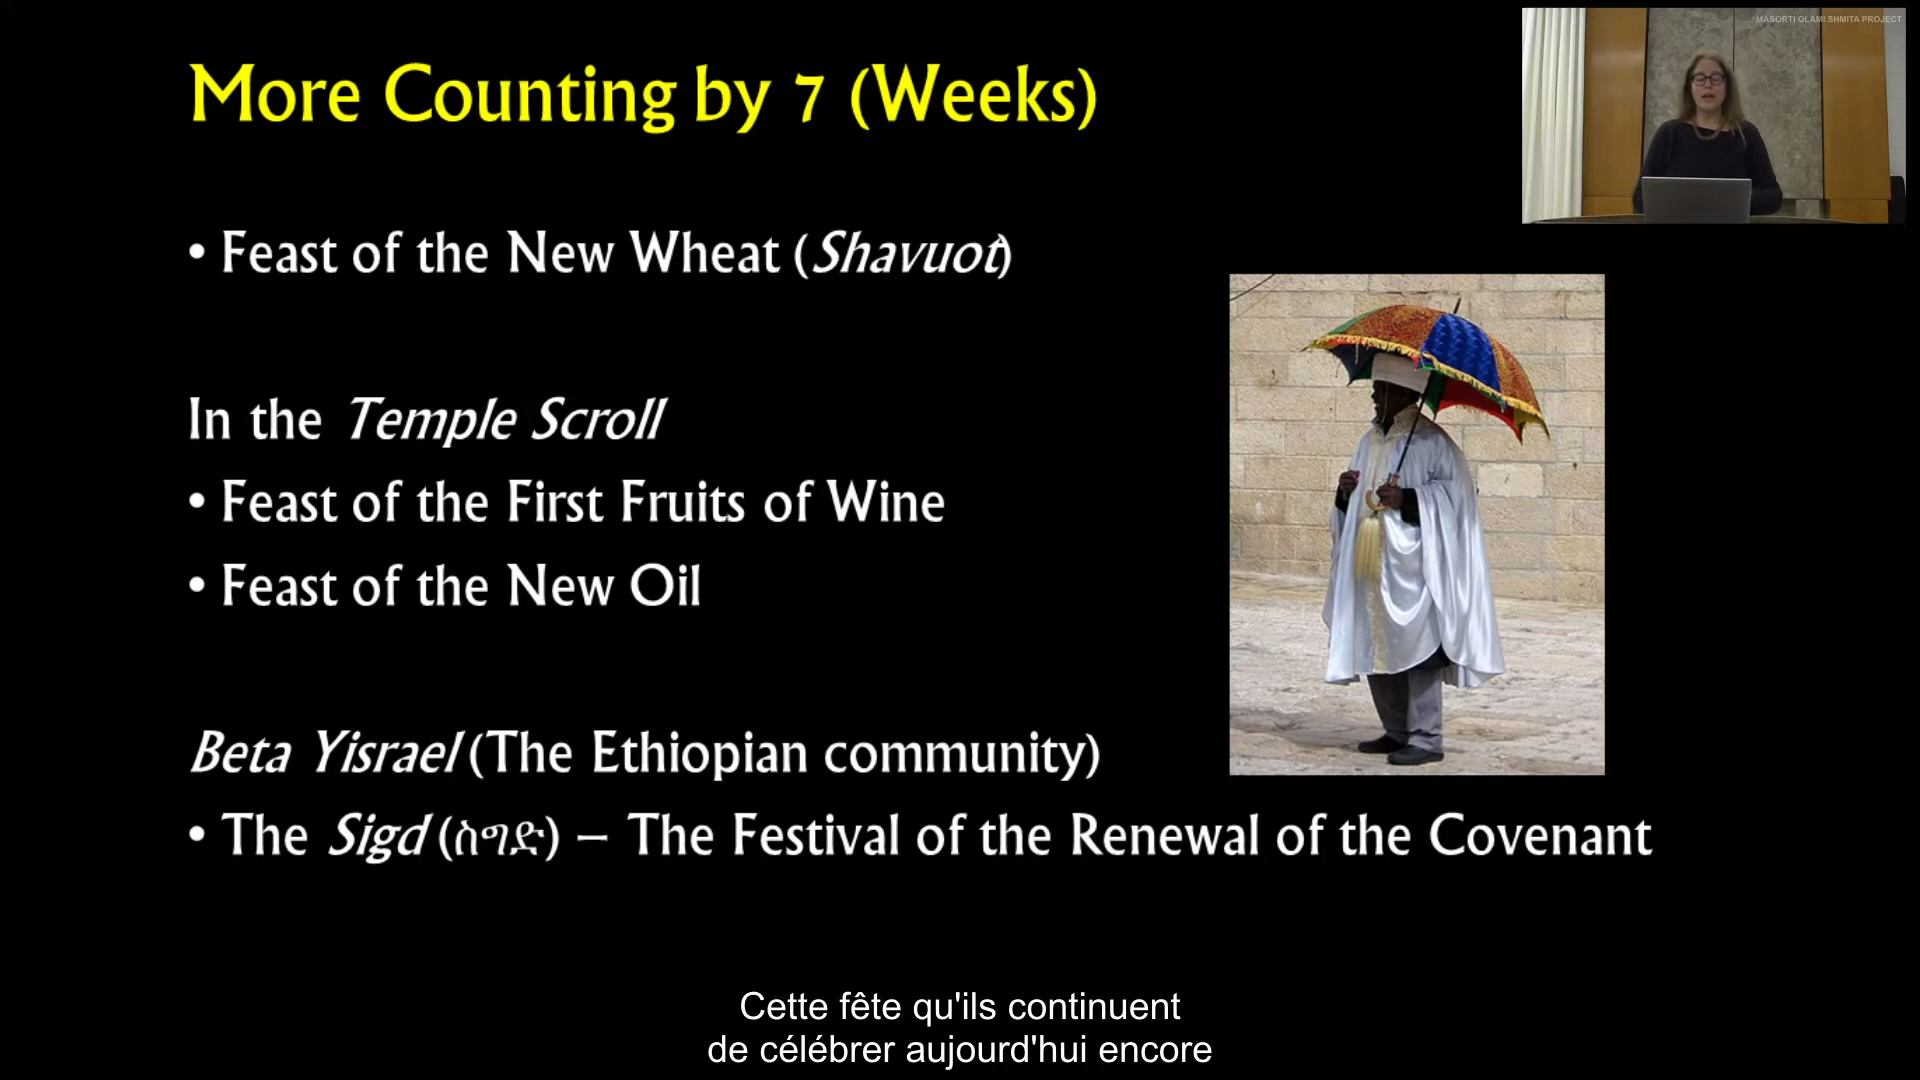 MASORTI OLAMI SHMITA PROJECT
More Counting by 7 (Weeks)
• Feast of the New Wheat (Shavuot)
In the Temple Scroll
• Feast of the First Fruits of Wine
• Feast of the New Oil
Beta Yisrael (The Ethiopian community)
• The Sigd (ስግድ) – The Festival of the Renewal of the Covenant
Cette fête qu'ils continuent
de célébrer aujourd'hui encore